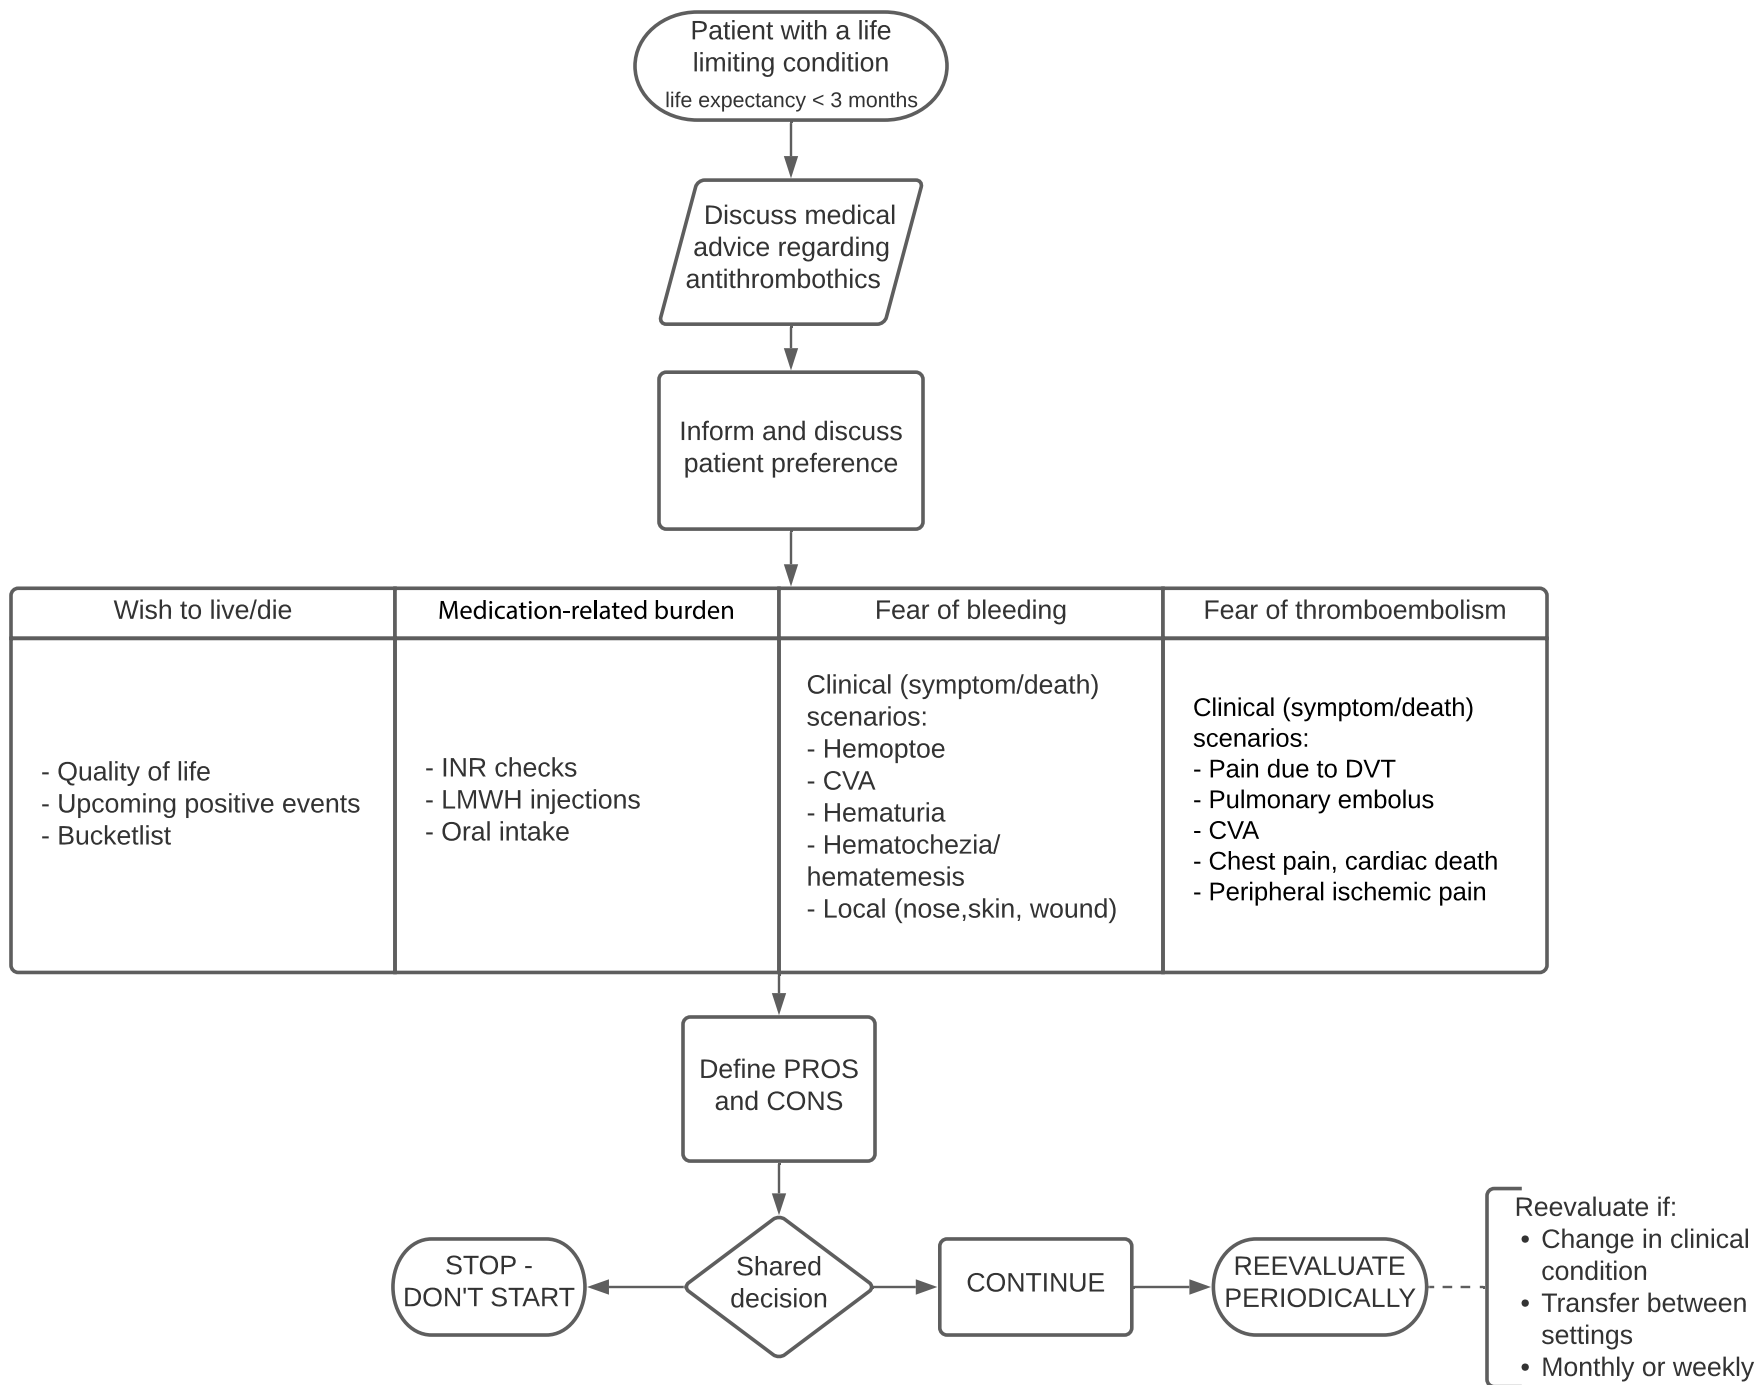 Patient with a life
limiting condition
life expectancy < 3 months
Discuss medical
advice regarding
antithrombothics
Inform and discuss
patient preference
Wish to live/die
- Quality of life
- Upcoming positive events
- Bucketlist
Medication-related burden
- INR checks
- LMWH injections
- Oral intake
Fear of bleeding
Clinical (symptom/death)
scenarios:
- Hemoptoe
- CVA
- Hematuria
- Hematochezia/
hematemesis
- Local (nose,skin, wound)
Fear of thromboembolism
Clinical (symptom/death)
scenarios:
- Pain due to DVT
- Pulmonary embolus
- CVA
- Chest pain, cardiac death
- Peripheral ischemic pain
Define PROS
and CONS
Shared
decision
STOP -
DON'T START
CONTINUE
REEVALUATE
PERIODICALLY
Reevaluate if:
• Change in clinical
condition
• Transfer between
settings
• Monthly or weekly